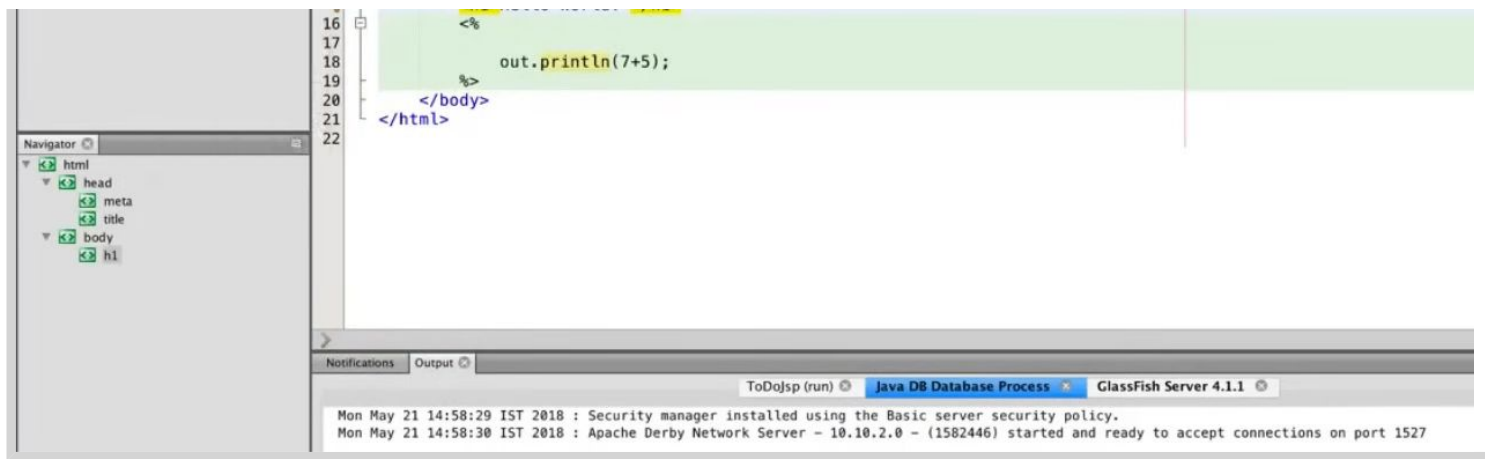 16 <%
17
18 out.println(7+5);
19 %>
20 </body>
21 </html>
22
Navigator
html
head
meta
title
body
h1
Notifications Output
ToDoJsp (run) Java DB Database Process GlassFish Server 4.1.1
Mon May 21 14:58:29 IST 2018 : Security manager installed using the Basic server security policy.
Mon May 21 14:58:30 IST 2018 : Apache Derby Network Server - 10.10.2.0 - (1582446) started and ready to accept connections on port 1527